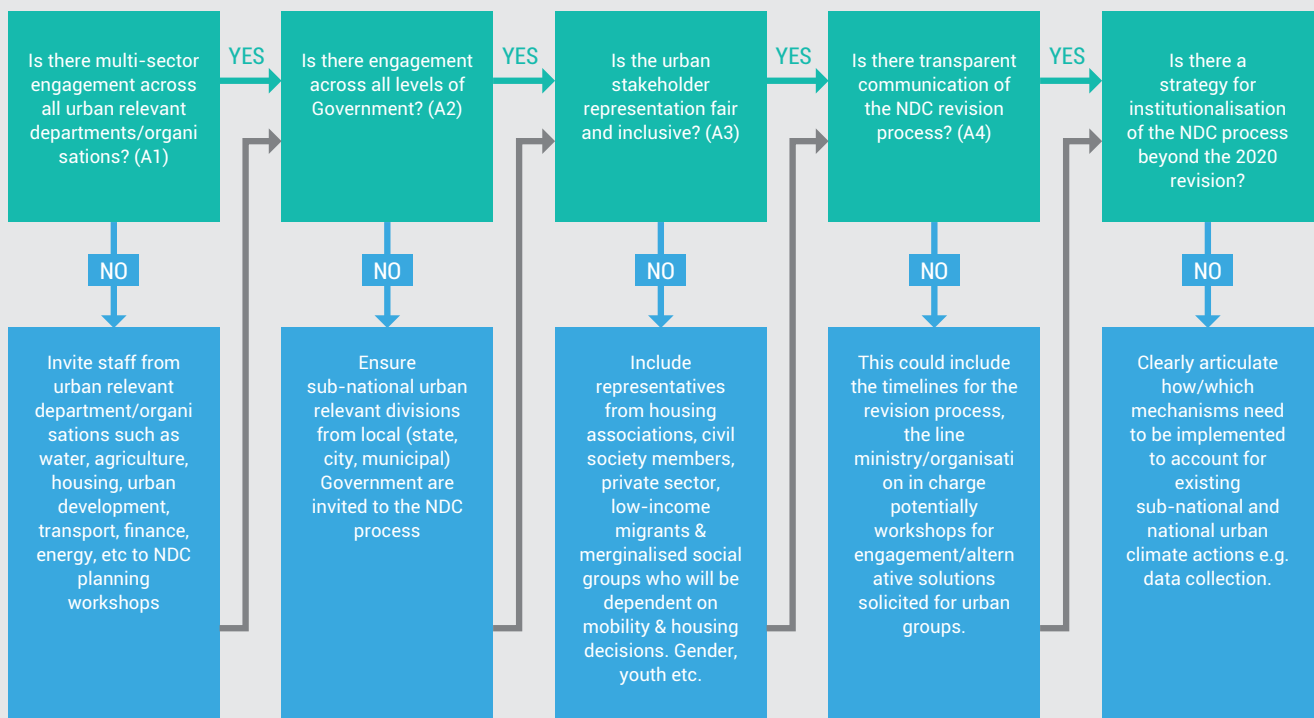 Is there multi-sector
engagement across
all urban relevant
departments/organi
sations? (A1)
YES
Is there engagement
across all levels of
Government? (A2)
YES
Is the urban
stakeholder
representation fair
and inclusive? (A3)
YES
Is there transparent
communication of
the NDC revision
process? (A4)
YES
Is there a
strategy for
institutionalisation
of the NDC process
beyond the 2020
revision?
NO
NO
NO
NO
NO
Invite staff from
urban relevant
department/organi
sations such as
water, agriculture,
housing, urban
development,
transport, finance,
energy, etc to NDC
planning
workshops
Ensure
sub-national urban
relevant divisions
from local (state,
city, municipal)
Government are
invited to the NDC
process
Include
representatives
from housing
associations, civil
society members,
private sector,
low-income
migrants &
merginalised social
groups who will be
dependent on
mobility & housing
decisions. Gender,
youth etc.
This could include
the timelines for the
revision process,
the line
ministry/organisati
on in charge
potentially
workshops for
engagement/altern
ative solutions
solicited for urban
groups.
Clearly articulate
how/which
mechanisms need
to be implemented
to account for
existing
sub-national and
national urban
climate actions e.g.
data collection.